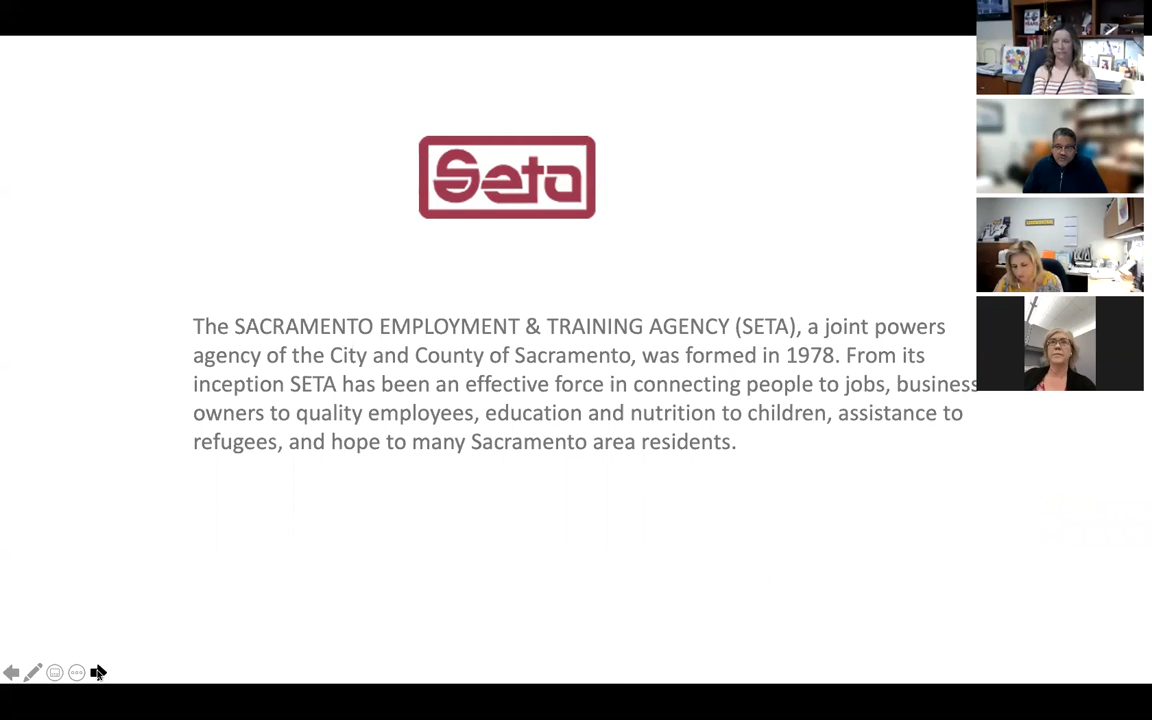 Seta
The SACRAMENTO EMPLOYMENT & TRAINING AGENCY (SETA), a joint powers
agency of the City and County of Sacramento, was formed in 1978. From its
inception SETA has been an effective force in connecting people to jobs, business
owners to quality employees, education and nutrition to children, assistance to
refugees, and hope to many Sacramento area residents.